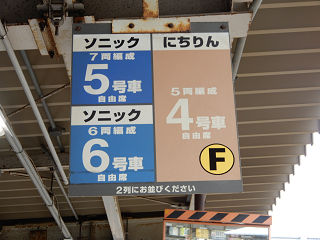 ソニック
7両編成
5号車
自由席
ソニック
6両編成
6号車
自由席
にちりん
5両編成
4号車
自由席
F
2列にお並びください